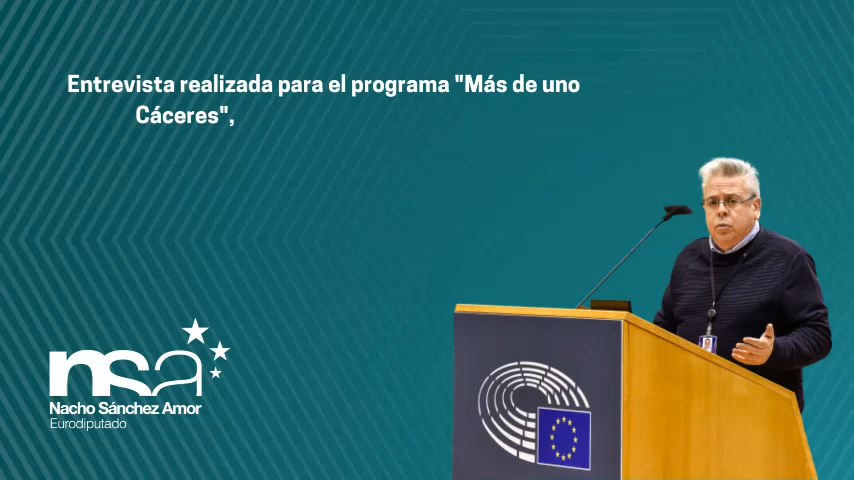 Entrevista realizada para el programa "Más de uno
Cáceres",
nsa
Nacho Sánchez Amor
Eurodiputado